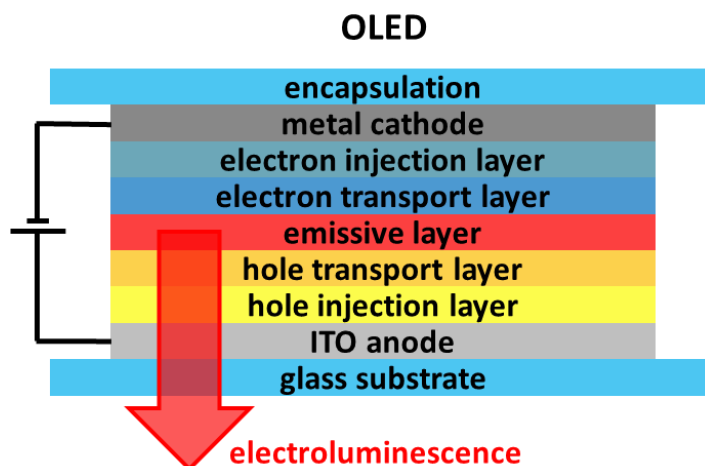 OLED
encapsulation
metal cathode
electron injection layer
electron transport layer
emissive layer
hole transport layer
hole injection layer
ITO anode
glass substrate
electroluminescence